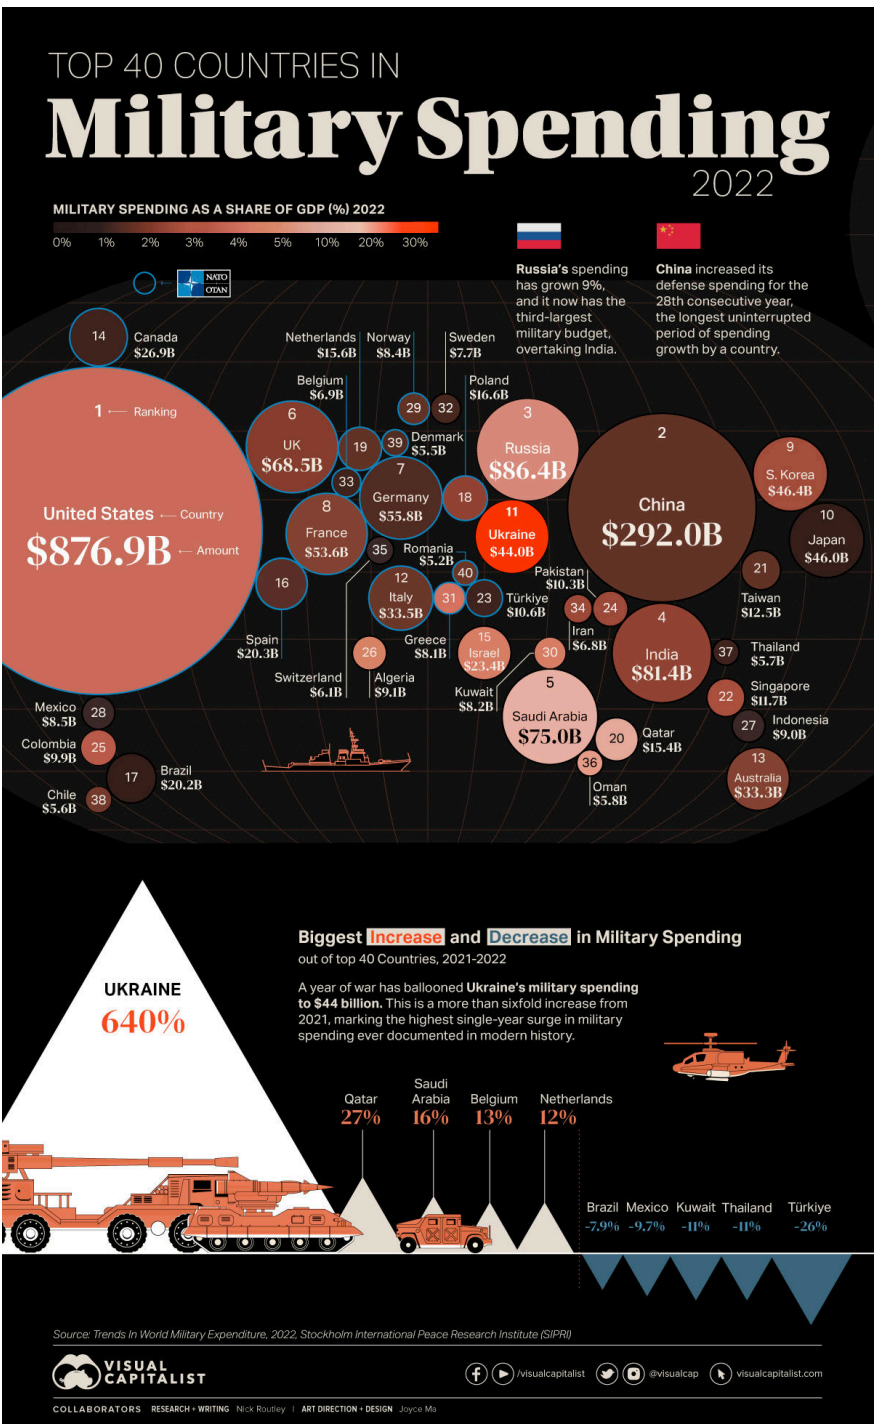 TOP 40 COUNTRIES IN
Military Spending
2022
MILITARY SPENDING AS A SHARE OF GDP (%) 2022
0% 1% 2% 3% 4% 5% 10% 20% 30%
NATO
OTAN
Russia's spending
has grown 9%,
and it now has the
third-largest
military budget,
overtaking India.
China increased its
defense spending for the
28th consecutive year,
the longest uninterrupted
period of spending
growth by a country.
14
Canada
$26.9B
1 ← Ranking
United States ← Country
$876.9B ← Amount
Netherlands
$15.6B
19
Norway
$8.4B
29
Sweden
$7.7B
32
Belgium
$6.9B
33
Poland
$16.6B
18
6
UK
$68.5B
39
Denmark
$5.5B
7
Germany
$55.8B
8
France
$53.6B
35
Switzerland
$6.1B
Romania
$5.2B
40
16
Spain
$20.3B
12
Italy
$33.5B
31
Greece
$8.1B
23
Türkiye
$10.6B
26
Algeria
$9.1B
3
Russia
$86.4B
11
Ukraine
$44.0B
15
Israel
$23.4B
30
Kuwait
$8.2B
Pakistan
$10.3B
24
34
Iran
$6.8B
5
Saudi Arabia
$75.0B
20
Qatar
$15.4B
36
Oman
$5.8B
2
China
$292.0B
4
India
$81.4B
9
S. Korea
$46.4B
10
Japan
$46.0B
21
Taiwan
$12.5B
37
Thailand
$5.7B
22
Singapore
$11.7B
27
Indonesia
$9.0B
13
Australia
$33.3B
Mexico
$8.5B
28
Colombia
$9.9B
25
17
Brazil
$20.2B
Chile
$5.6B
38
Biggest Increase and Decrease in Military Spending
out of top 40 Countries, 2021-2022
A year of war has ballooned Ukraine's military spending
to $44 billion. This is a more than sixfold increase from
2021, marking the highest single-year surge in military
spending ever documented in modern history.
UKRAINE
640%
Qatar
27%
Saudi
Arabia
16%
Belgium
13%
Netherlands
12%
Brazil
-7.9%
Mexico
-9.7%
Kuwait
-11%
Thailand
-11%
Türkiye
-26%
Source: Trends In World Military Expenditure, 2022, Stockholm International Peace Research Institute (SIPRI)
VISUAL
CAPITALIST
/visualcapitalist
@visualcap
visualcapitalist.com
COLLABORATORS RESEARCH + WRITING Nick Routley | ART DIRECTION + DESIGN Joyce Ma